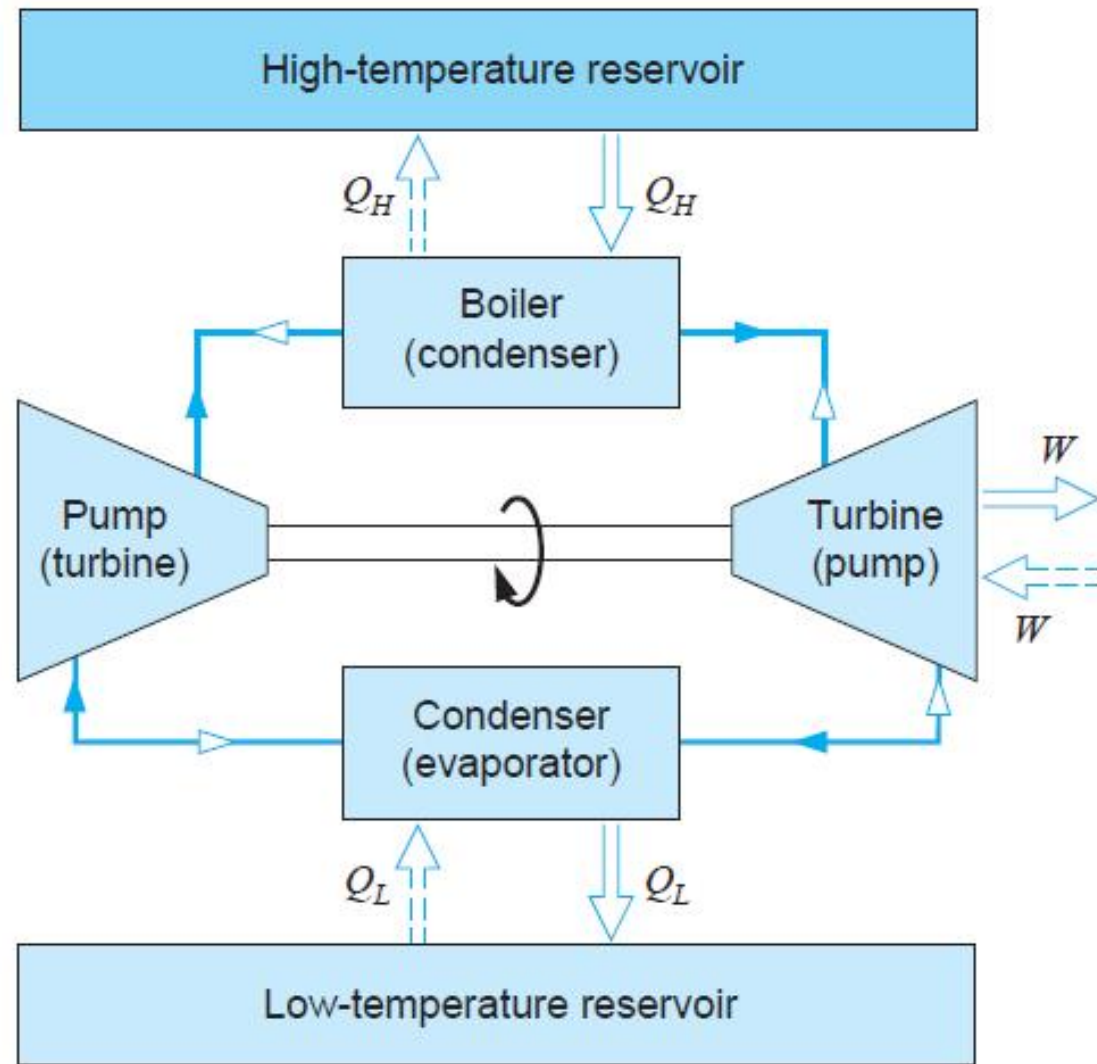 High-temperature reservoir
Q_H
Q_H
Boiler
(condenser)
Pump
(turbine)
Turbine
(pump)
W
W
Condenser
(evaporator)
Q_L
Q_L
Low-temperature reservoir